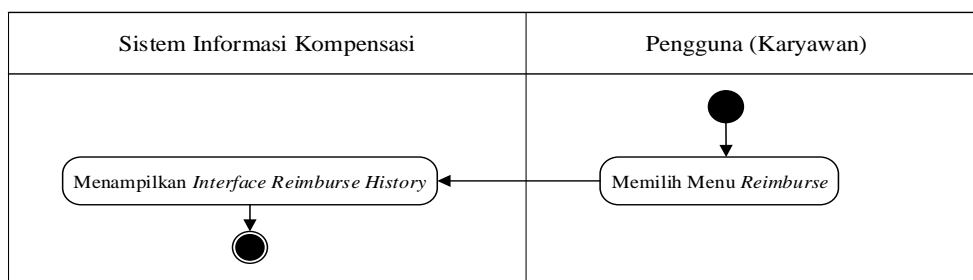 Sistem Informasi Kompensasi
Pengguna (Karyawan)
Menampilkan Interface Reimburse History
Memilih Menu Reimburse